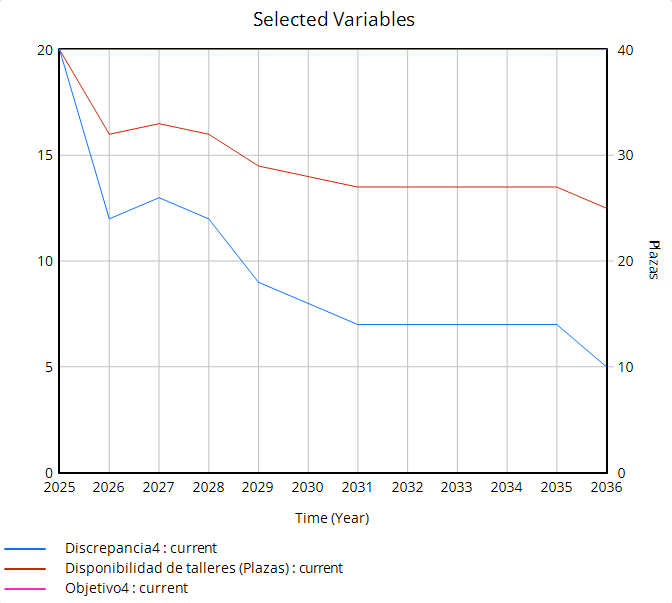 Selected Variables
20
15
10
5
0
40
30
20
10
0
Plazas
2025 2026 2027 2028 2029 2030 2031 2032 2033 2034 2035 2036
Time (Year)
Discrepancia4 : current
Disponibilidad de talleres (Plazas) : current
Objetivo4 : current